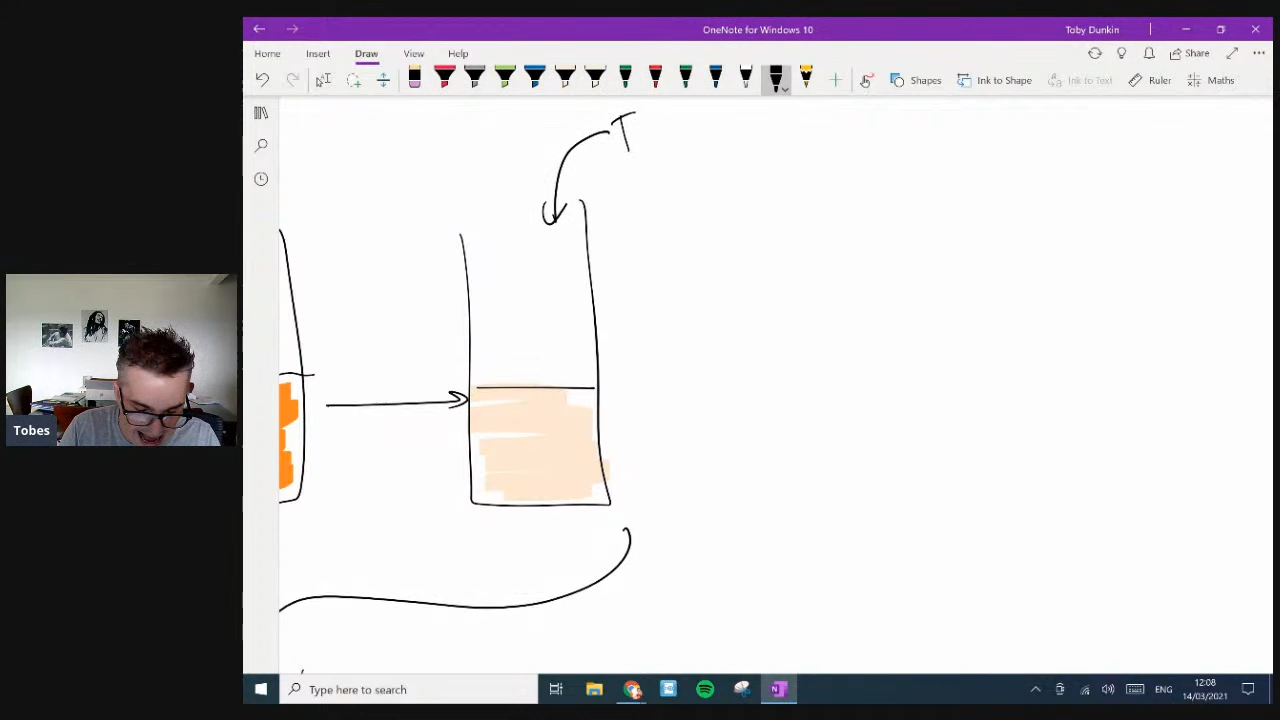 OneNote for Windows 10
Toby Dunkin
Home Insert Draw View Help
Share
Shapes Ink to Shape Ink to Text Ruler Maths
T
Tobes
Type here to search
ENG
12:08
14/03/2021